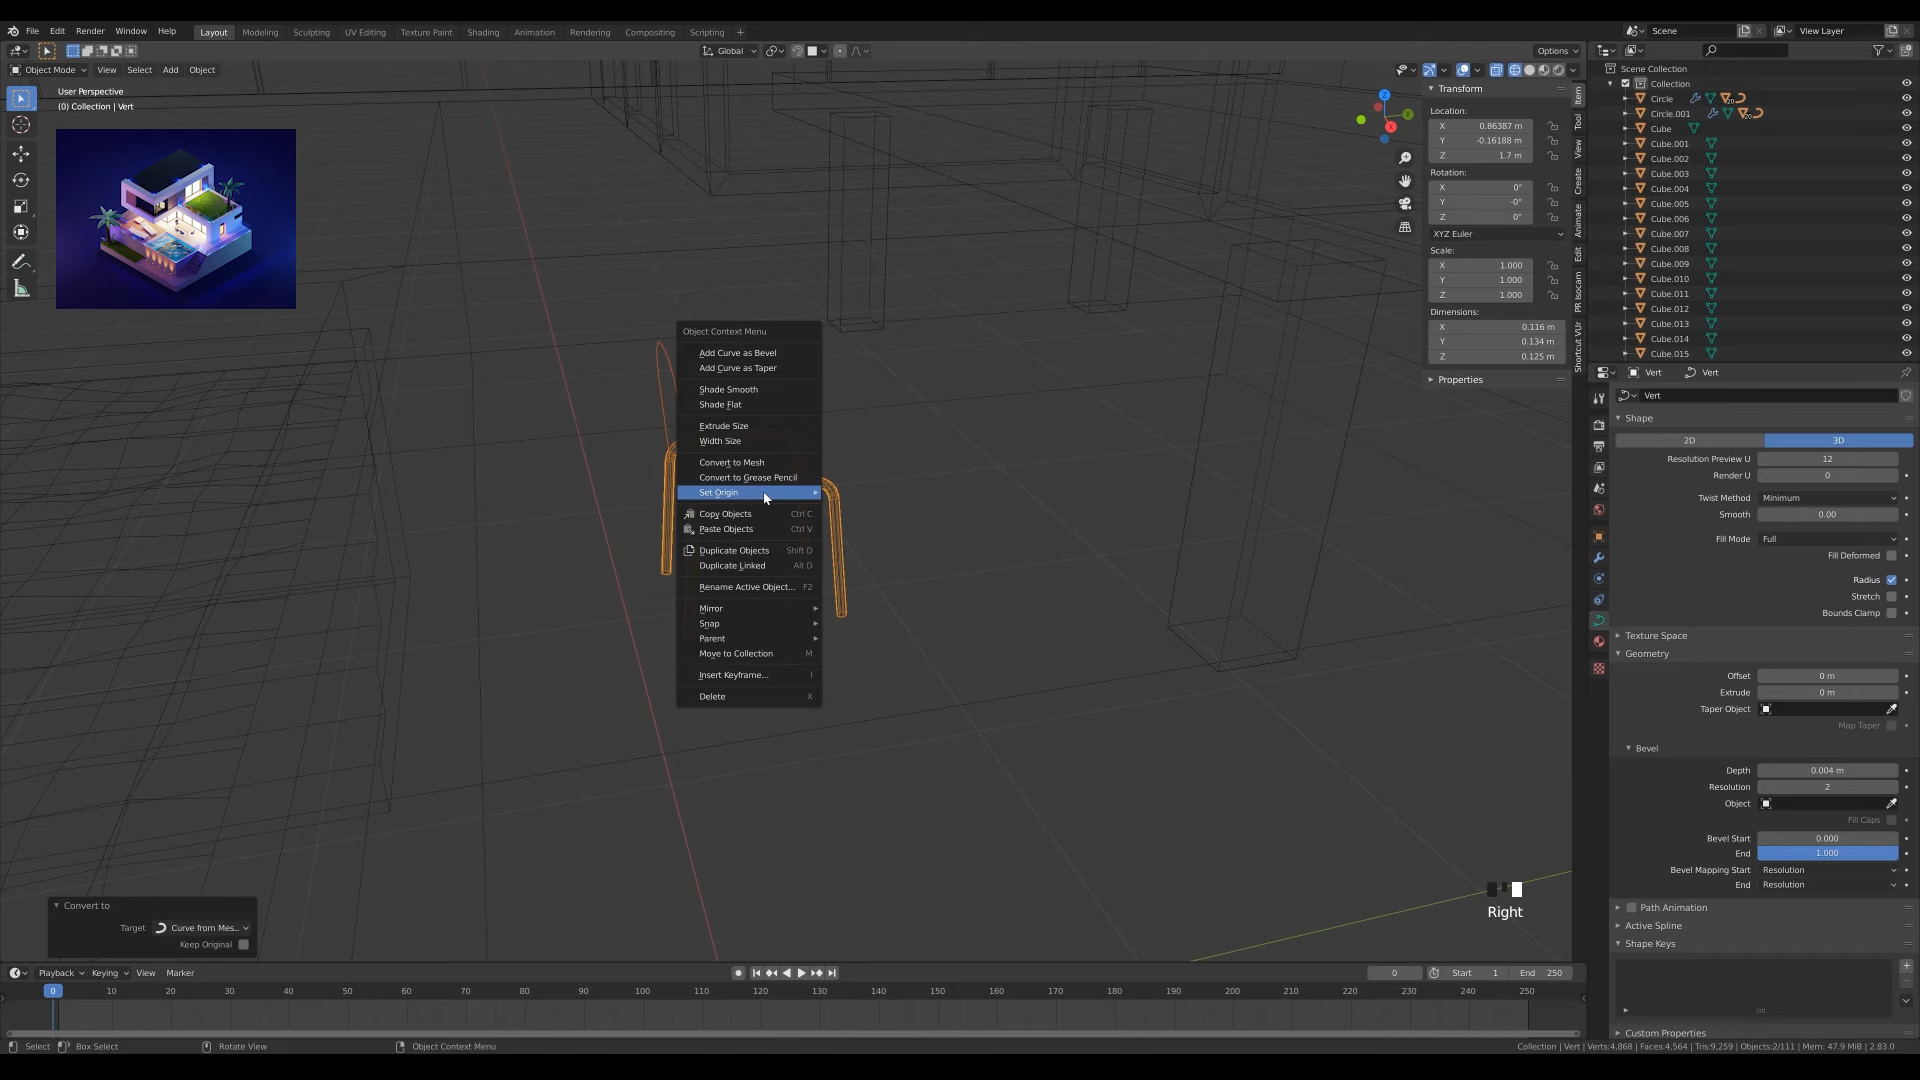 File Edit Render Window Help Layout Modeling Sculpting UV Editing Texture Paint Shading Animation Rendering Compositing Scripting + Scene View Layer
Global Options
Object Mode View Select Add Object
User Perspective
(0) Collection | Vert
Transform
Location:
X 0.86387 m
Y -0.16188 m
Z 1.7 m
Rotation:
X 0°
Y -0°
Z 0°
XYZ Euler
Scale:
X 1.000
Y 1.000
Z 1.000
Dimensions:
X 0.116 m
Y 0.134 m
Z 0.125 m
Properties
Item
Tool
View
Create
Animate
Edit
PR Isocam
Shortcut VUr
Scene Collection
Collection
Circle
Circle.001
Cube
Cube.001
Cube.002
Cube.003
Cube.004
Cube.005
Cube.006
Cube.007
Cube.008
Cube.009
Cube.010
Cube.011
Cube.012
Cube.013
Cube.014
Cube.015
Object Context Menu
Add Curve as Bevel
Add Curve as Taper
Shade Smooth
Shade Flat
Extrude Size
Width Size
Convert to Mesh
Convert to Grease Pencil
Set Origin
Copy Objects Ctrl C
Paste Objects Ctrl V
Duplicate Objects Shift D
Duplicate Linked Alt D
Rename Active Object... F2
Mirror
Snap
Parent
Move to Collection M
Insert Keyframe... I
Delete X
Vert Vert
Vert
Shape
2D 3D
Resolution Preview U 12
Render U 0
Twist Method Minimum
Smooth 0.00
Fill Mode Full
Fill Deformed
Radius
Stretch
Bounds Clamp
Texture Space
Geometry
Offset 0 m
Extrude 0 m
Taper Object
Map Taper
Bevel
Depth 0.004 m
Resolution 2
Object
Fill Caps
Bevel Start 0.000
End 1.000
Bevel Mapping Start Resolution
End Resolution
Path Animation
Active Spline
Shape Keys
Custom Properties
Right
Convert to
Target Curve from Mes..
Keep Original
Playback Keying View Marker 0 Start 1 End 250
0 10 20 30 40 50 60 70 80 90 100 110 120 130 140 150 160 170 180 190 200 210 220 230 240 250
Select Box Select Rotate View Object Context Menu Collection | Vert | Verts:4,868 | Faces:4,564 | Tris:9,259 | Objects:2/111 | Mem: 47.9 MiB | 2.83.0